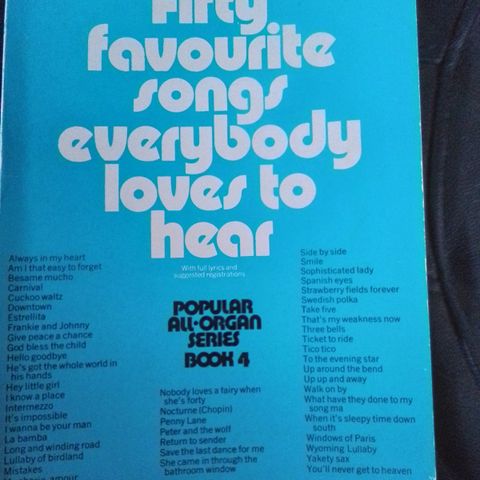 Fifty
favourite
songs
everybody
loves to
hear
With full lyrics and
suggested registrations
POPULAR
ALL·ORGAN
SERIES
BOOK 4
Always in my heart
Am I that easy to forget
Besame mucho
Carnival
Cuckoo waltz
Downtown
Estrellita
Frankie and Johnny
Give peace a chance
God bless the child
Hello goodbye
He's got the whole world in
his hands
Hey little girl
I know a place
Intermezzo
It's impossible
I wanna be your man
La bamba
Long and winding road
Lullaby of birdland
Mistakes
Nobody loves a fairy when
she's forty
Nocturne (Chopin)
Penny Lane
Peter and the wolf
Return to sender
Save the last dance for me
She came in through the
bathroom window
Side by side
Smile
Sophisticated lady
Spanish eyes
Strawberry fields forever
Swedish polka
Take five
That's my weakness now
Three bells
Ticket to ride
Tico tico
To the evening star
Up around the bend
Up up and away
Walk on by
What have they done to my
song ma
When it's sleepy time down
south
Windows of Paris
Wyoming Lullaby
Yakety sax
You'll never get to heaven